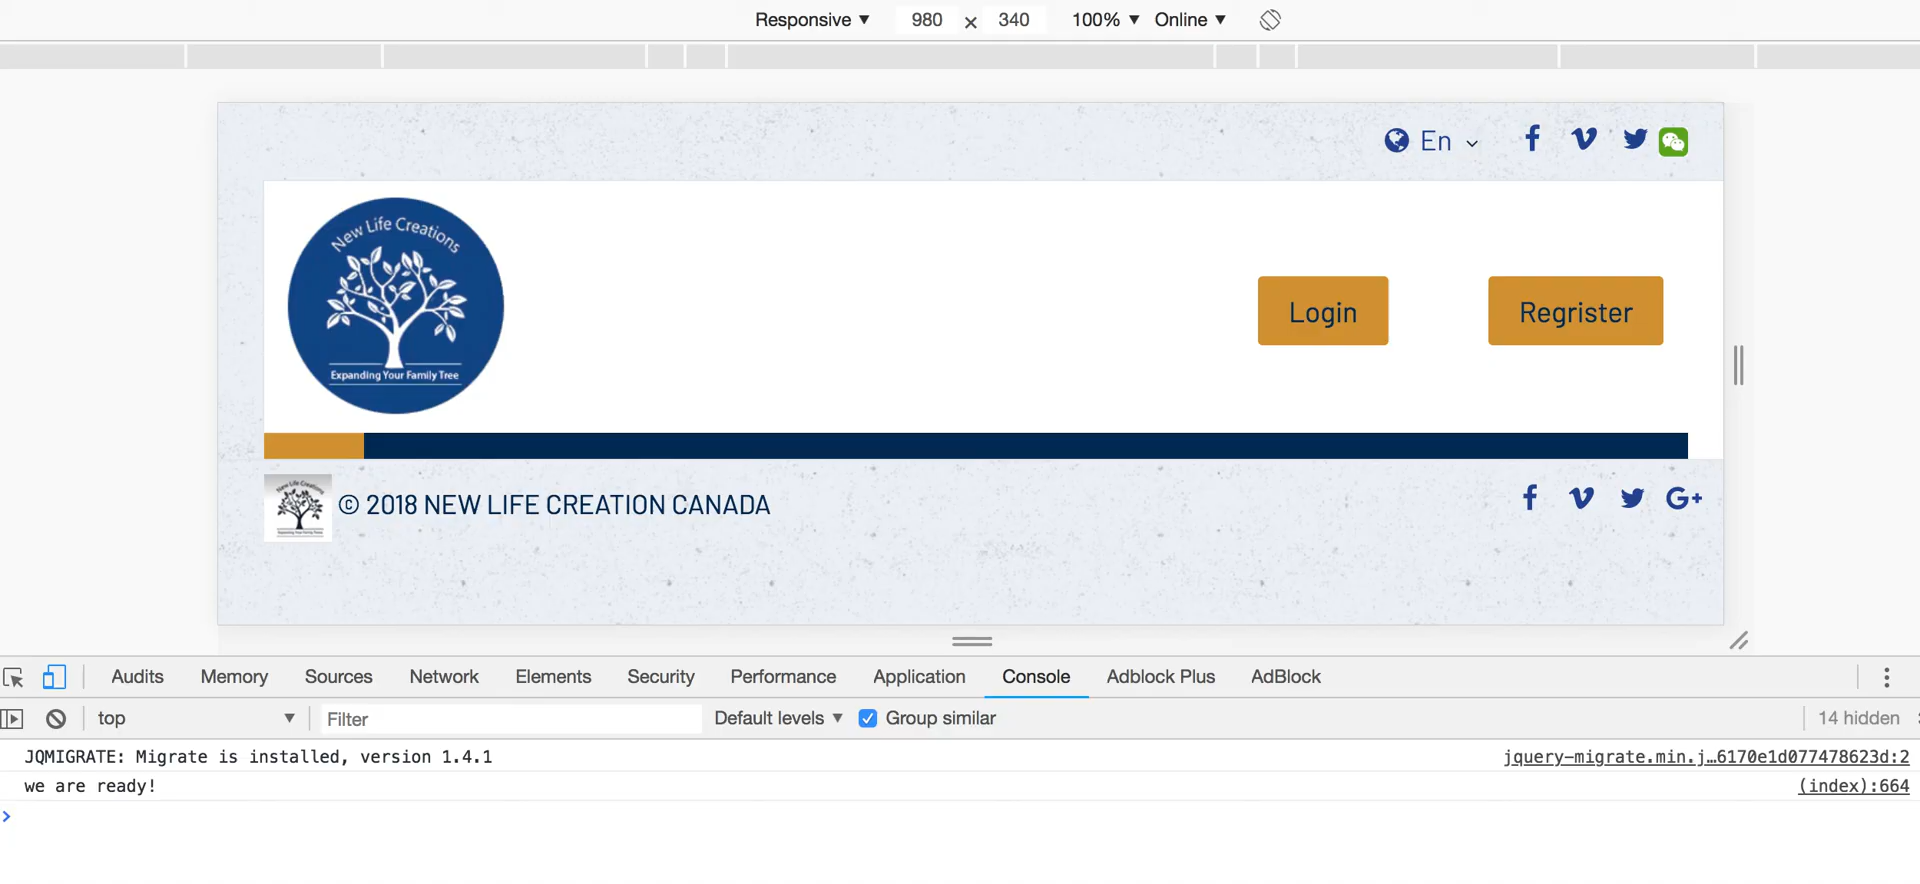 Responsive ▼ 980 × 340 100% ▼ Online ▼
En
New Life Creations
Expanding Your Family Tree
Login Regrister
New Life Creations
© 2018 NEW LIFE CREATION CANADA
G+
Audits Memory Sources Network Elements Security Performance Application Console Adblock Plus AdBlock
top ▼ Filter Default levels ▼ Group similar 14 hidden
JQMIGRATE: Migrate is installed, version 1.4.1 jquery-migrate.min.j…6170e1d077478623d:2
we are ready! (index):664